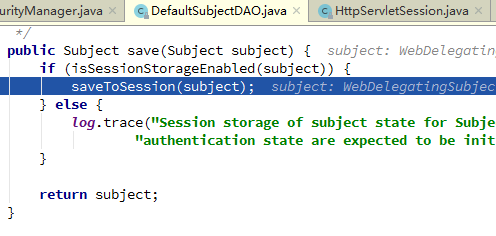 urityManager.java × DefaultSubjectDAO.java × HttpServletSession.java ×
*/
public Subject save(Subject subject) { subject: WebDelegating
if (isSessionStorageEnabled(subject)) {
saveToSession(subject); subject: WebDelegatingSubjec
} else {
log.trace("Session storage of subject state for Subje
"authentication state are expected to be init
}
return subject;
}